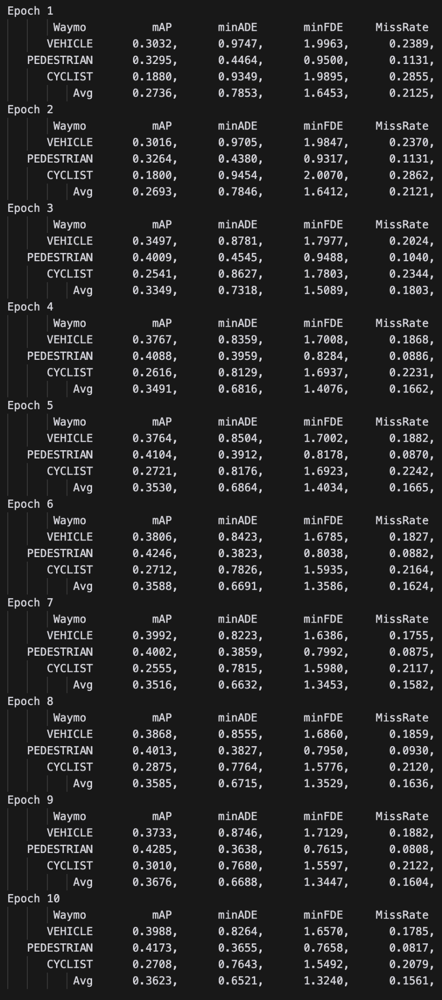 Epoch 1
Waymo mAP minADE minFDE MissRate
VEHICLE 0.3032, 0.9747, 1.9963, 0.2389,
PEDESTRIAN 0.3295, 0.4464, 0.9500, 0.1131,
CYCLIST 0.1880, 0.9349, 1.9895, 0.2855,
Avg 0.2736, 0.7853, 1.6453, 0.2125,
Epoch 2
Waymo mAP minADE minFDE MissRate
VEHICLE 0.3016, 0.9705, 1.9847, 0.2370,
PEDESTRIAN 0.3264, 0.4380, 0.9317, 0.1131,
CYCLIST 0.1800, 0.9454, 2.0070, 0.2862,
Avg 0.2693, 0.7846, 1.6412, 0.2121,
Epoch 3
Waymo mAP minADE minFDE MissRate
VEHICLE 0.3497, 0.8781, 1.7977, 0.2024,
PEDESTRIAN 0.4009, 0.4545, 0.9488, 0.1040,
CYCLIST 0.2541, 0.8627, 1.7803, 0.2344,
Avg 0.3349, 0.7318, 1.5089, 0.1803,
Epoch 4
Waymo mAP minADE minFDE MissRate
VEHICLE 0.3767, 0.8359, 1.7008, 0.1868,
PEDESTRIAN 0.4088, 0.3959, 0.8284, 0.0886,
CYCLIST 0.2616, 0.8129, 1.6937, 0.2231,
Avg 0.3491, 0.6816, 1.4076, 0.1662,
Epoch 5
Waymo mAP minADE minFDE MissRate
VEHICLE 0.3764, 0.8504, 1.7002, 0.1882,
PEDESTRIAN 0.4104, 0.3912, 0.8178, 0.0870,
CYCLIST 0.2721, 0.8176, 1.6923, 0.2242,
Avg 0.3530, 0.6864, 1.4034, 0.1665,
Epoch 6
Waymo mAP minADE minFDE MissRate
VEHICLE 0.3806, 0.8423, 1.6785, 0.1827,
PEDESTRIAN 0.4246, 0.3823, 0.8038, 0.0882,
CYCLIST 0.2712, 0.7826, 1.5935, 0.2164,
Avg 0.3588, 0.6691, 1.3586, 0.1624,
Epoch 7
Waymo mAP minADE minFDE MissRate
VEHICLE 0.3992, 0.8223, 1.6386, 0.1755,
PEDESTRIAN 0.4002, 0.3859, 0.7992, 0.0875,
CYCLIST 0.2555, 0.7815, 1.5980, 0.2117,
Avg 0.3516, 0.6632, 1.3453, 0.1582,
Epoch 8
Waymo mAP minADE minFDE MissRate
VEHICLE 0.3868, 0.8555, 1.6860, 0.1859,
PEDESTRIAN 0.4013, 0.3827, 0.7950, 0.0930,
CYCLIST 0.2875, 0.7764, 1.5776, 0.2120,
Avg 0.3585, 0.6715, 1.3529, 0.1636,
Epoch 9
Waymo mAP minADE minFDE MissRate
VEHICLE 0.3733, 0.8746, 1.7129, 0.1882,
PEDESTRIAN 0.4285, 0.3638, 0.7615, 0.0808,
CYCLIST 0.3010, 0.7680, 1.5597, 0.2122,
Avg 0.3676, 0.6688, 1.3447, 0.1604,
Epoch 10
Waymo mAP minADE minFDE MissRate
VEHICLE 0.3988, 0.8264, 1.6570, 0.1785,
PEDESTRIAN 0.4173, 0.3655, 0.7658, 0.0817,
CYCLIST 0.2708, 0.7643, 1.5492, 0.2079,
Avg 0.3623, 0.6521, 1.3240, 0.1561,